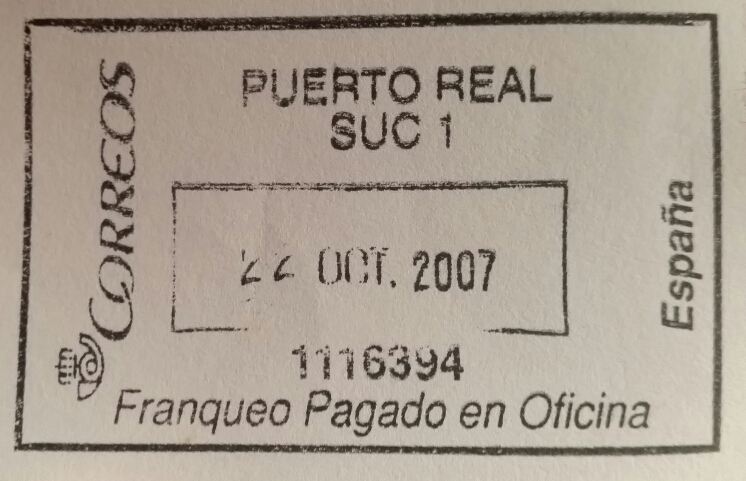 CORREOS
PUERTO REAL
SUC 1
22 OCT. 2007
España
1116394
Franqueo Pagado en Oficina